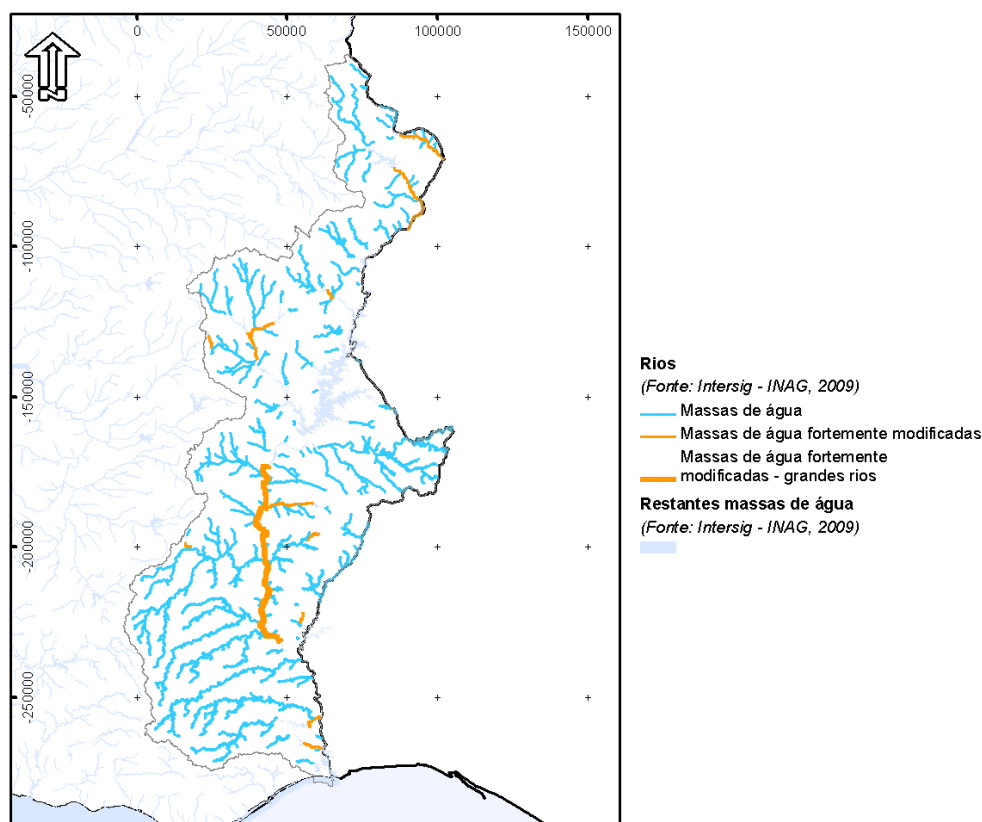 0
50000
100000
150000
N
-50000
-100000
-150000
-200000
-250000
Rios
(Fonte: Intersig - INAG, 2009)
Massas de água
Massas de água fortemente modificadas
Massas de água fortemente
modificadas - grandes rios
Restantes massas de água
(Fonte: Intersig - INAG, 2009)